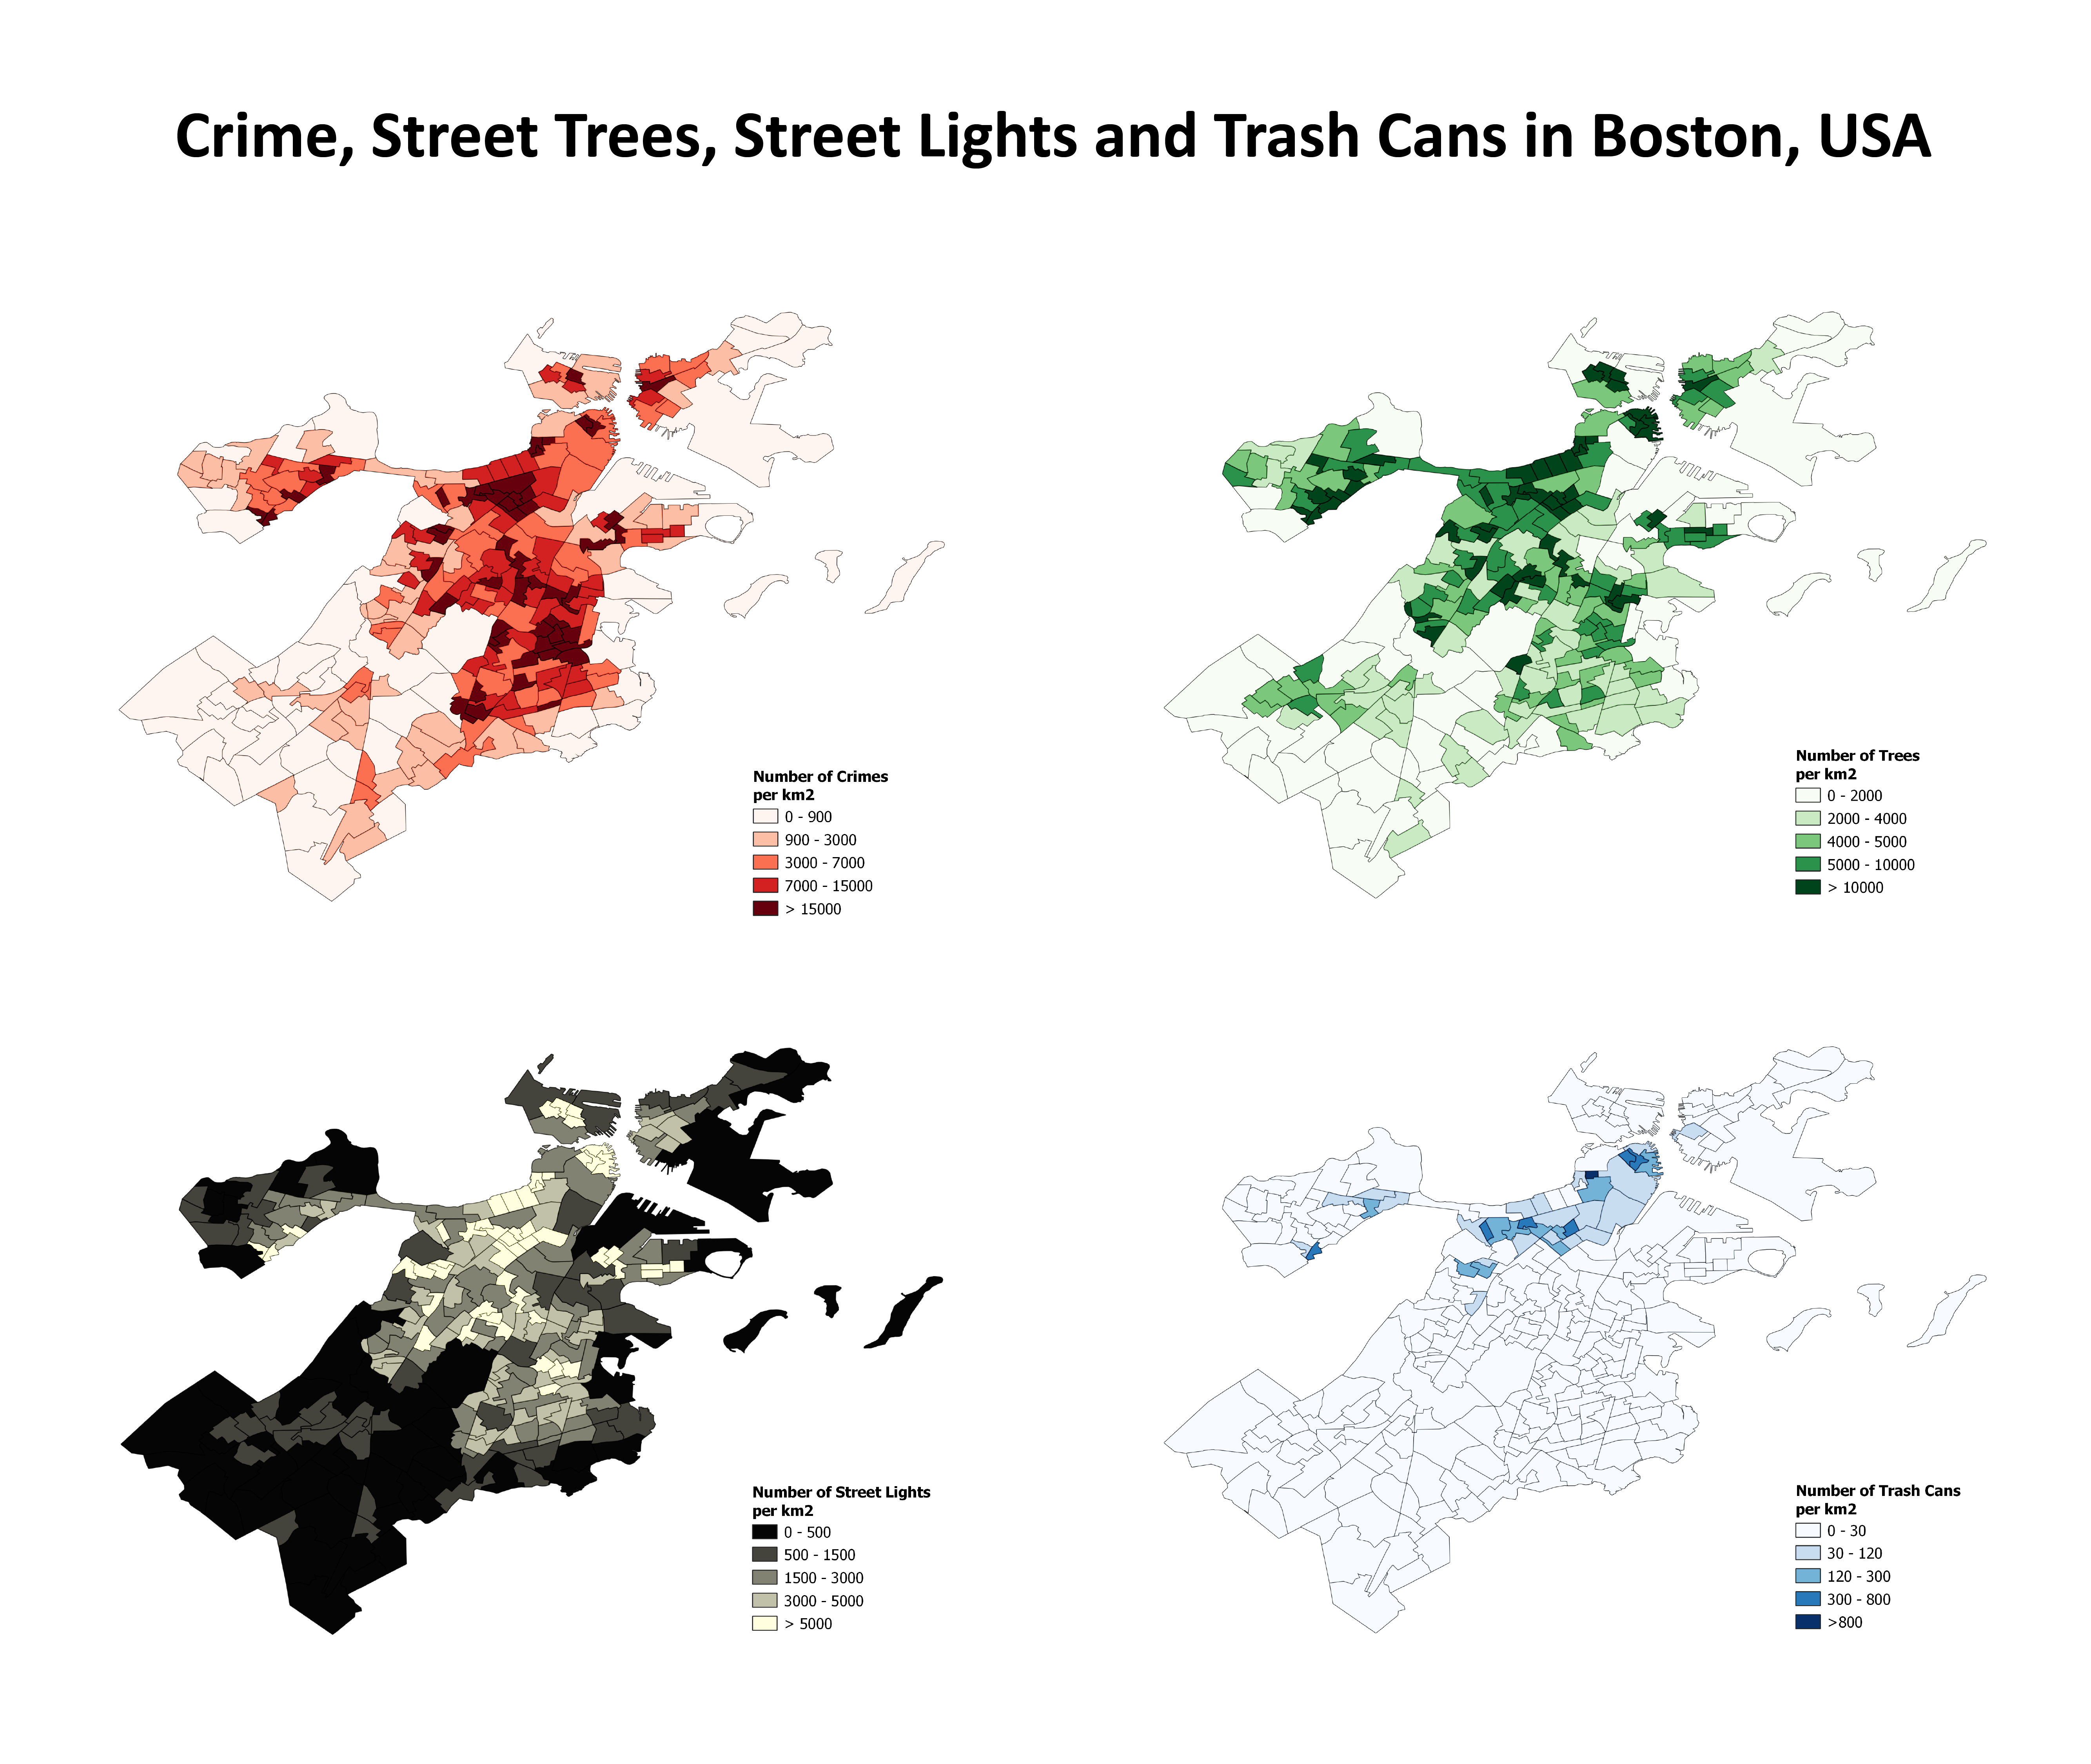 Crime, Street Trees, Street Lights and Trash Cans in Boston, USA
Number of Crimes
per km2
0 - 900
900 - 3000
3000 - 7000
7000 - 15000
> 15000
Number of Trees
per km2
0 - 2000
2000 - 4000
4000 - 5000
5000 - 10000
> 10000
Number of Street Lights
per km2
0 - 500
500 - 1500
1500 - 3000
3000 - 5000
> 5000
Number of Trash Cans
per km2
0 - 30
30 - 120
120 - 300
300 - 800
>800